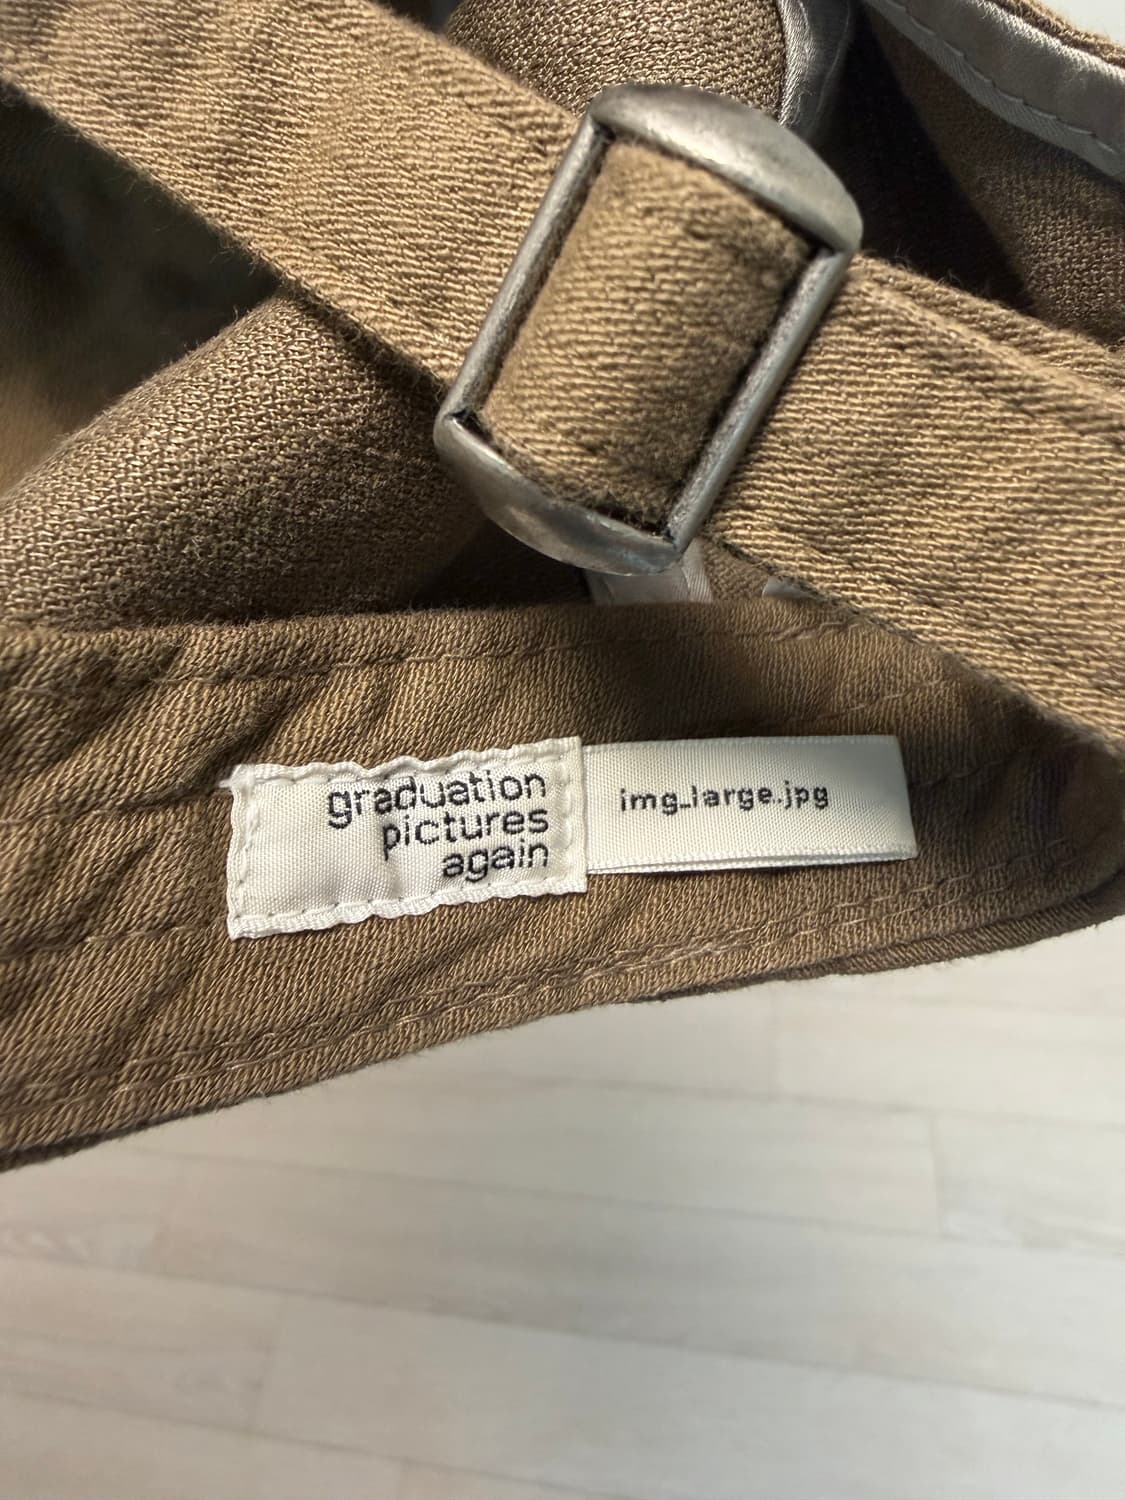 graduation
pictures
again
img_large.jpg